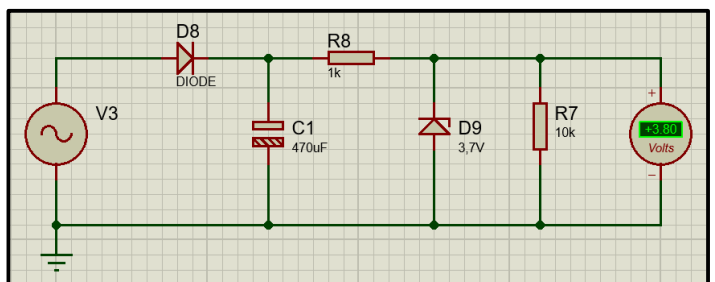 D8
DIODE
R8
1k
V3
C1
470uF
D9
3,7V
R7
10k
+
+3.80
Volts
−